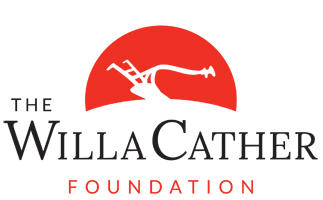 THE
WILLA CATHER
FOUNDATION